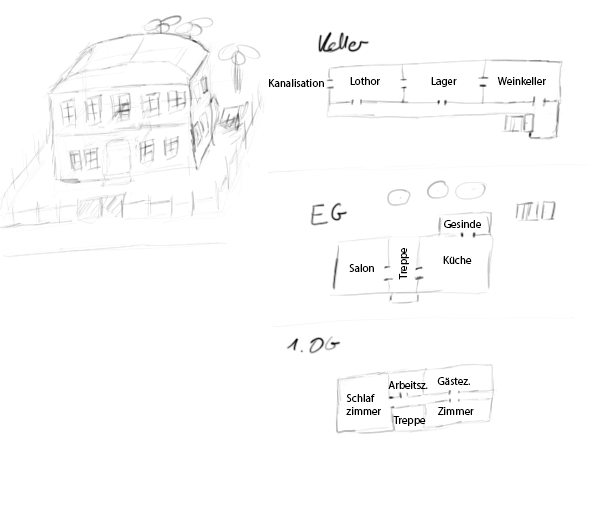 Keller
Kanalisation
Lothor
Lager
Weinkeller
EG
Gesinde
Salon
Treppe
Küche
1. OG
Schlaf
zimmer
Arbeitsz.
Gästez.
Treppe
Zimmer